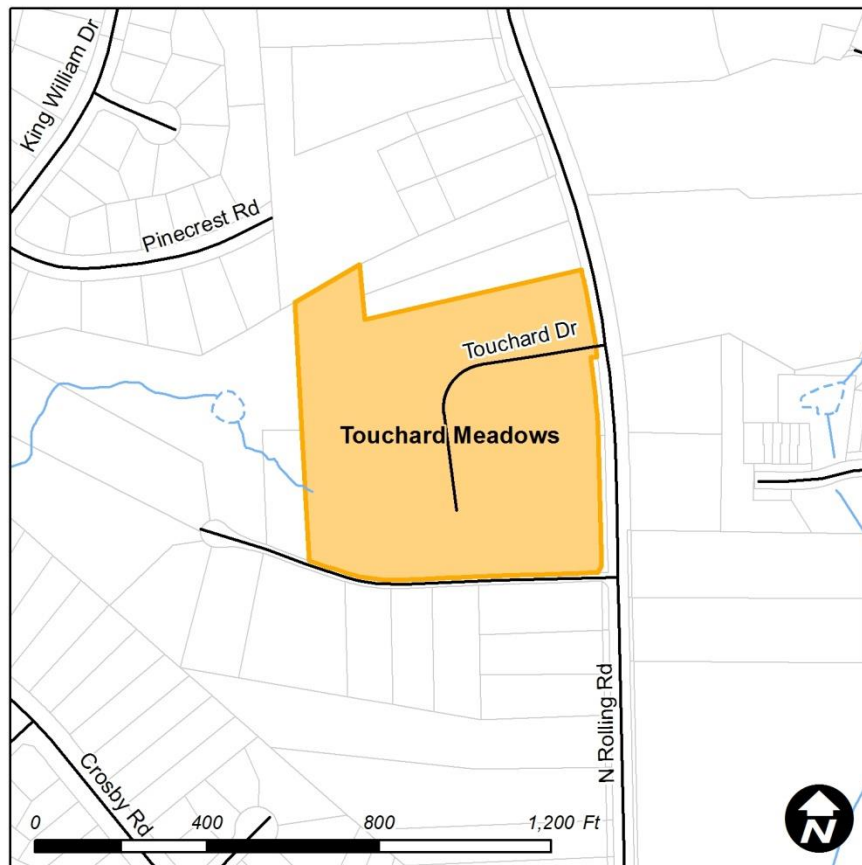 King William Dr
Pinecrest Rd
Touchard Dr
Touchard Meadows
N Rolling Rd
Crosby Rd
0 400 800 1,200 Ft
N